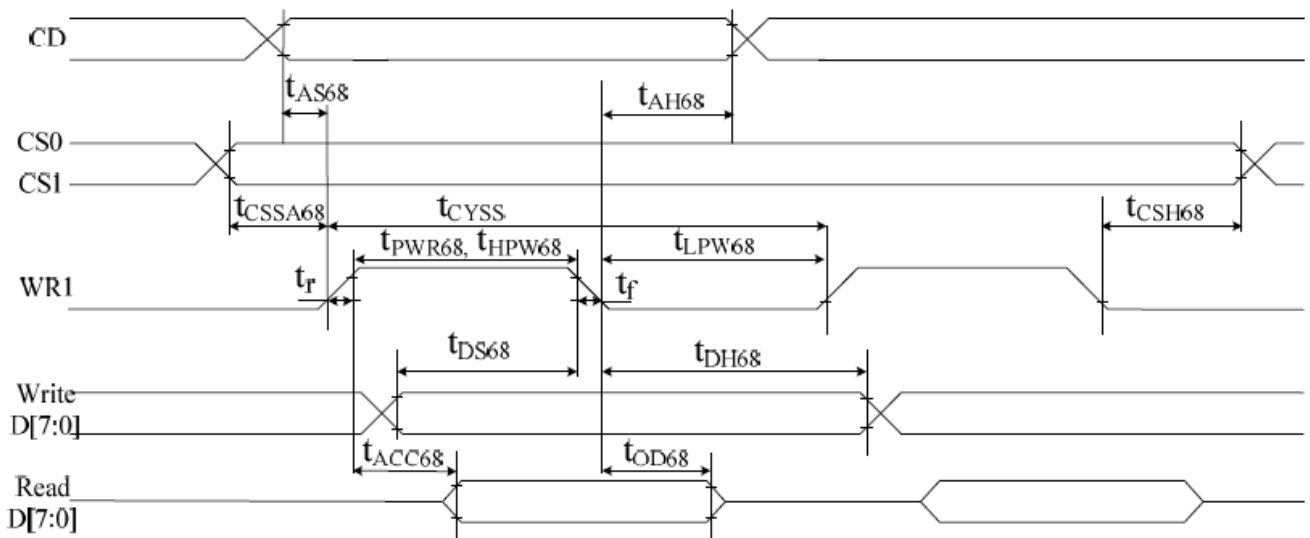 CD
tAS68
tAH68
CS0
CS1
tCSSA68
tCYSS
tCSH68
tPWR68, tHPW68
tLPW68
WR1
tr
tf
tDS68
tDH68
Write
D[7:0]
tACC68
tOD68
Read
D[7:0]